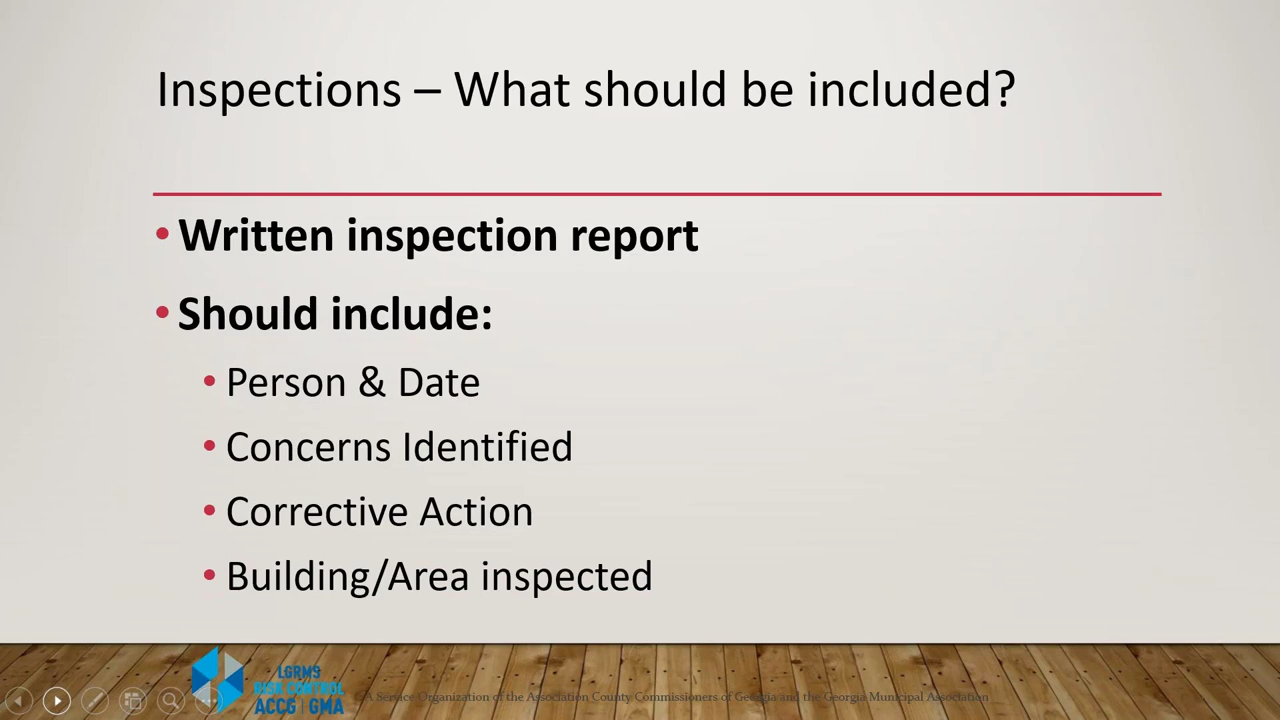 Inspections – What should be included?
• Written inspection report
• Should include:
• Person & Date
• Concerns Identified
• Corrective Action
• Building/Area inspected
LGRMS
RISK CONTROL
ACCG | GMA
A Service Organization of the Association County Commissioners of Georgia and the Georgia Municipal Association